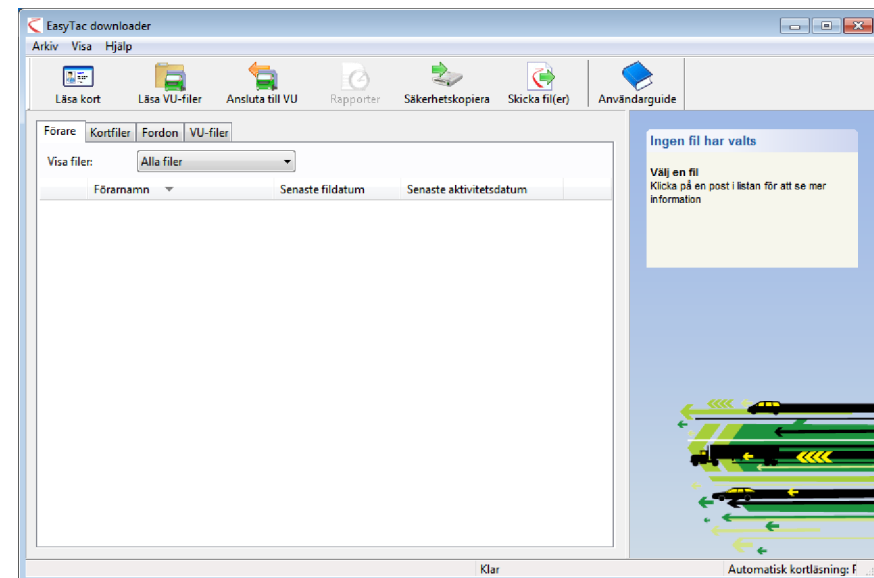 EasyTac downloader
Arkiv Visa Hjälp
Läsa kort Läsa VU-filer Ansluta till VU Rapporter Säkerhetskopiera Skicka fil(er) Användarguide
Förare Kortfiler Fordon VU-filer
Visa filer: Alla filer
Förarnamn Senaste fildatum Senaste aktivitetsdatum
Ingen fil har valts
Välj en fil
Klicka på en post i listan för att se mer
information
Klar Automatisk kortläsning: